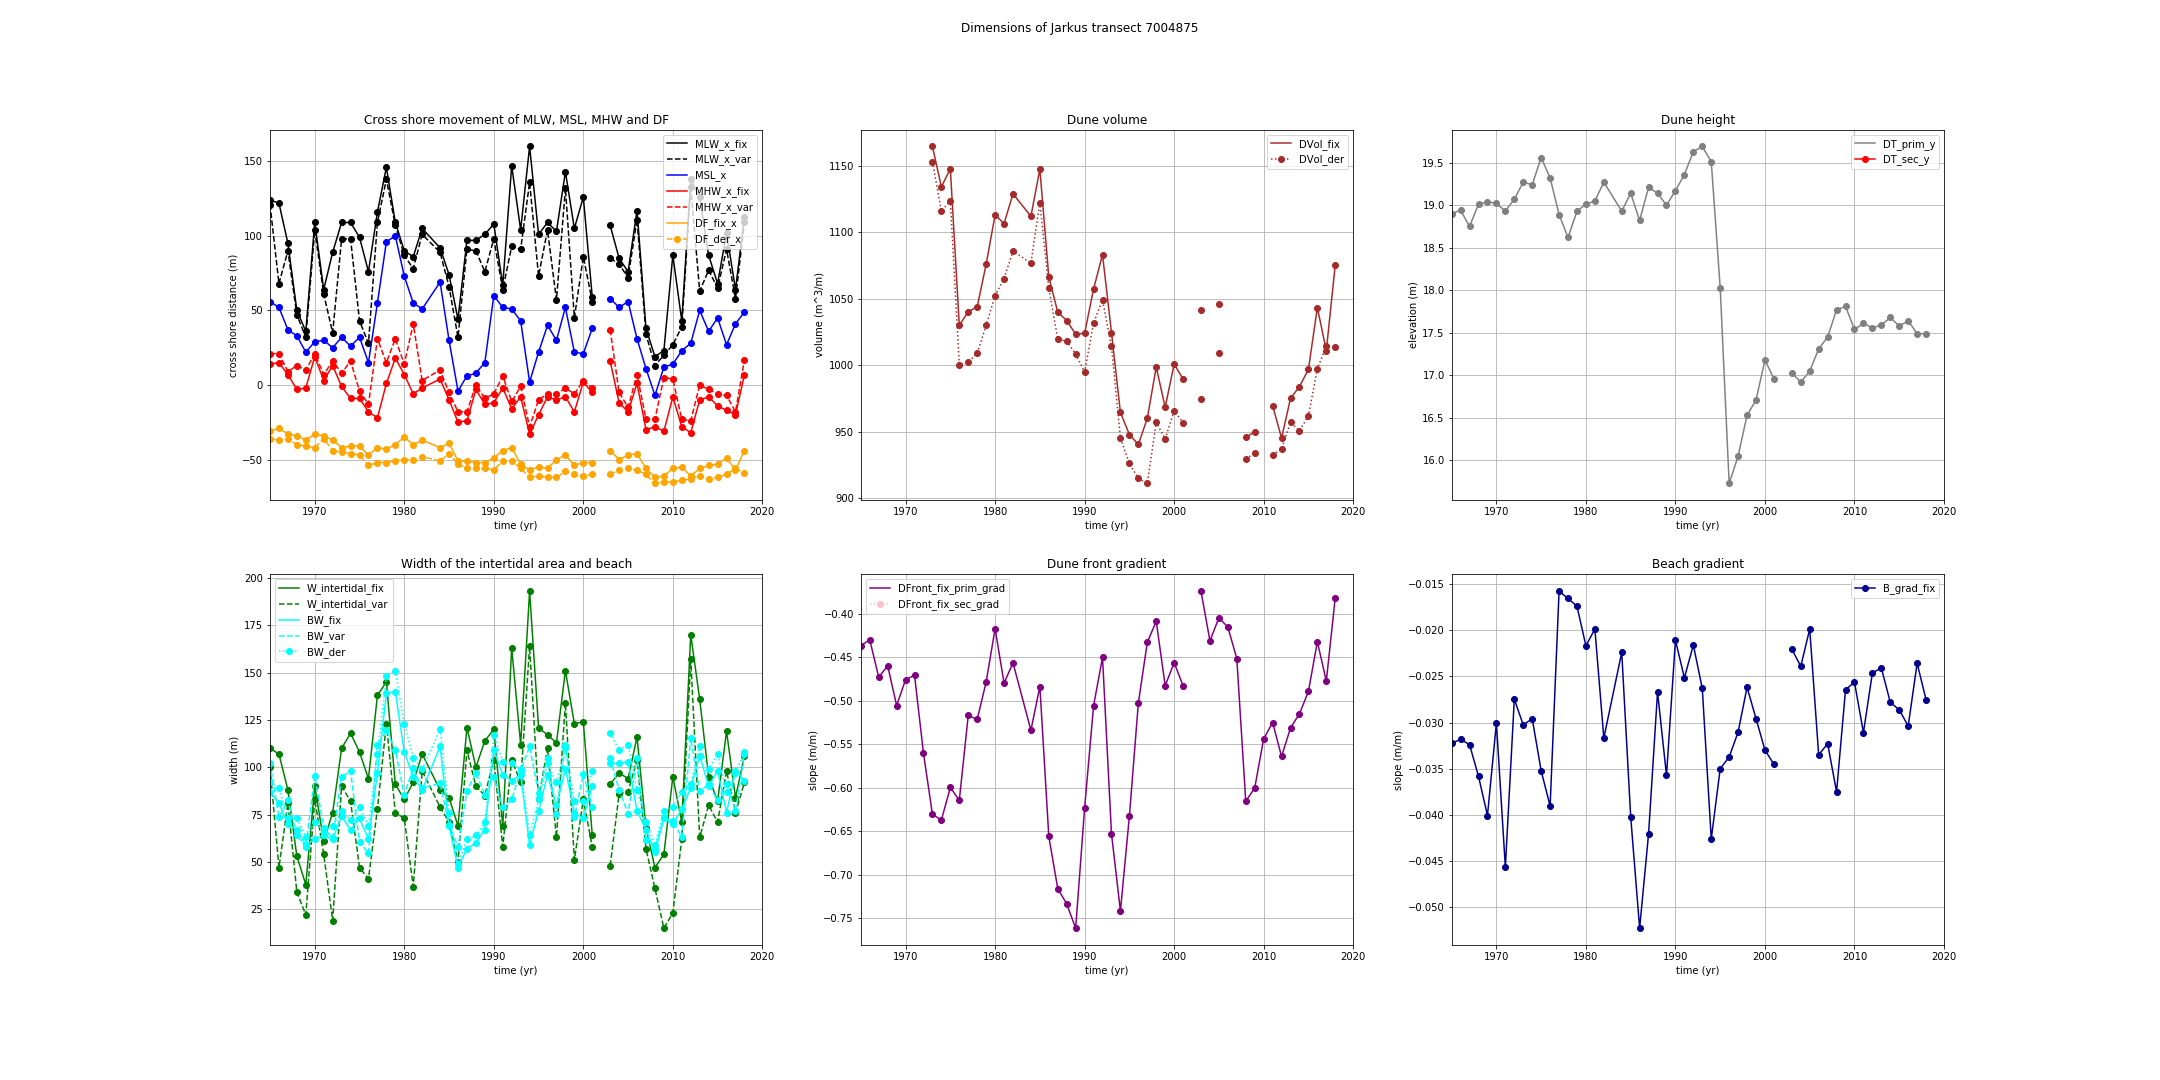 Dimensions of Jarkus transect 7004875
Cross shore movement of MLW, MSL, MHW and DF
cross shore distance (m)
150
100
50
0
−50
MLW_x_fix
MLW_x_var
MSL_x
MHW_x_fix
MHW_x_var
DF_fix_x
DF_der_x
1970 1980 1990 2000 2010 2020
time (yr)
Dune volume
volume (m^3/m)
1150
1100
1050
1000
950
900
DVol_fix
DVol_der
1970 1980 1990 2000 2010 2020
time (yr)
Dune height
elevation (m)
19.5
19.0
18.5
18.0
17.5
17.0
16.5
16.0
DT_prim_y
DT_sec_y
1970 1980 1990 2000 2010 2020
time (yr)
Width of the intertidal area and beach
width (m)
200
175
150
125
100
75
50
25
W_intertidal_fix
W_intertidal_var
BW_fix
BW_var
BW_der
1970 1980 1990 2000 2010 2020
time (yr)
Dune front gradient
slope (m/m)
−0.40
−0.45
−0.50
−0.55
−0.60
−0.65
−0.70
−0.75
DFront_fix_prim_grad
DFront_fix_sec_grad
1970 1980 1990 2000 2010 2020
time (yr)
Beach gradient
slope (m/m)
−0.015
−0.020
−0.025
−0.030
−0.035
−0.040
−0.045
−0.050
B_grad_fix
1970 1980 1990 2000 2010 2020
time (yr)